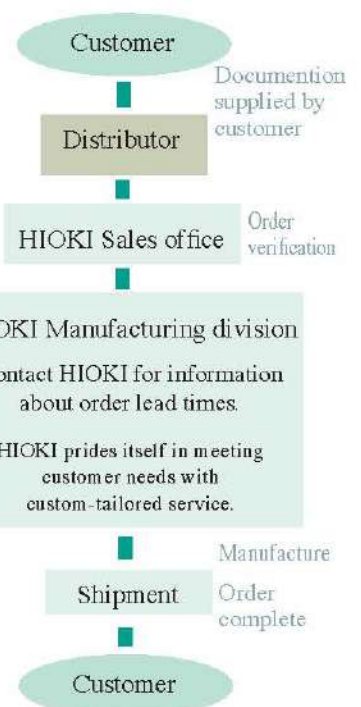 Customer
Documention
supplied by
customer
Distributor
HIOKI Sales office
Order
verification
OKI Manufacturing division
ontact HIOKI for information
about order lead times.
HIOKI prides itself in meeting
customer needs with
custom-tailored service.
Manufacture
Shipment
Order
complete
Customer